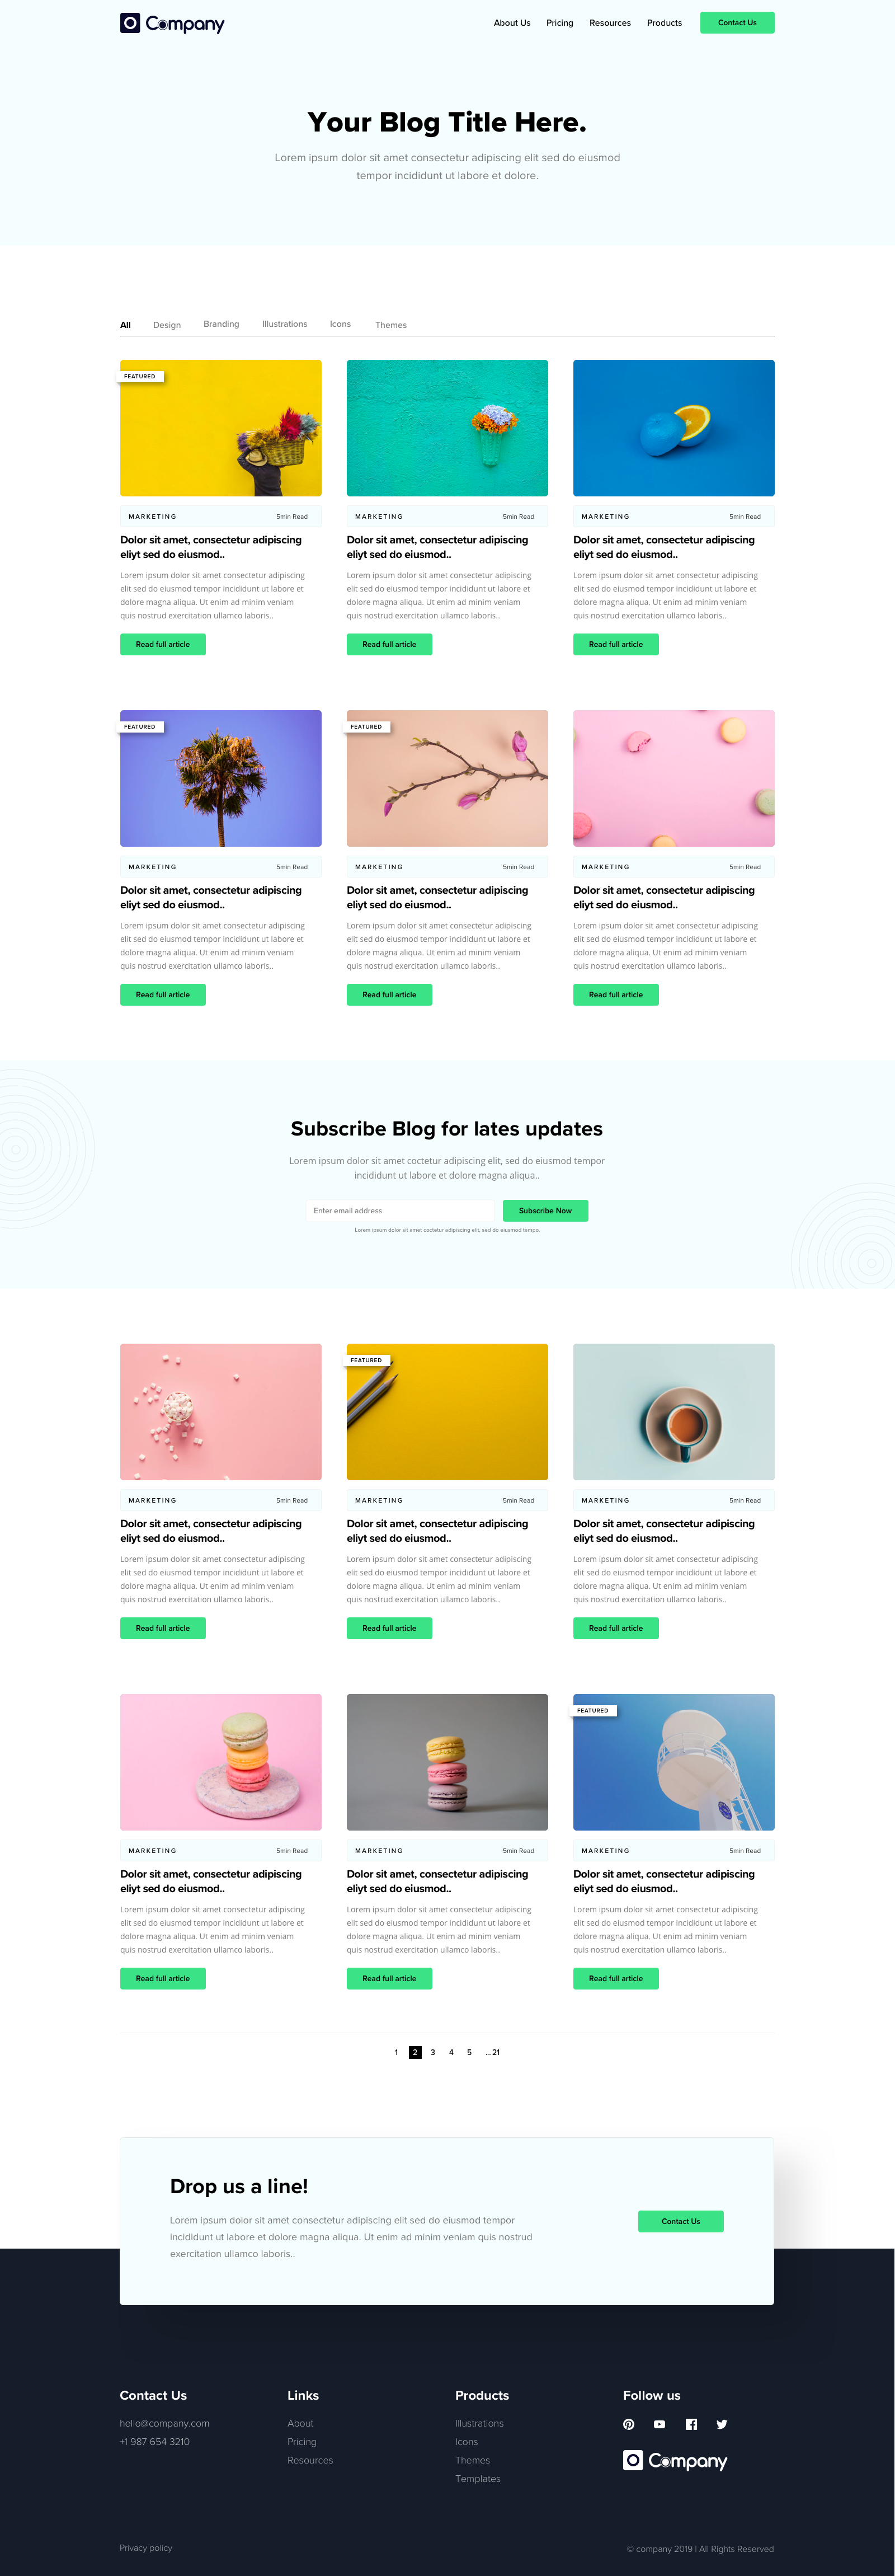 Company
About Us Pricing Resources Products Contact Us
Your Blog Title Here.
Lorem ipsum dolor sit amet consectetur adipiscing elit sed do eiusmod
tempor incididunt ut labore et dolore.
All Design Branding Illustrations Icons Themes
FEATURED
MARKETING 5min Read
Dolor sit amet, consectetur adipiscing
eliyt sed do eiusmod..
Lorem ipsum dolor sit amet consectetur adipiscing
elit sed do eiusmod tempor incididunt ut labore et
dolore magna aliqua. Ut enim ad minim veniam
quis nostrud exercitation ullamco laboris..
Read full article
MARKETING 5min Read
Dolor sit amet, consectetur adipiscing
eliyt sed do eiusmod..
Lorem ipsum dolor sit amet consectetur adipiscing
elit sed do eiusmod tempor incididunt ut labore et
dolore magna aliqua. Ut enim ad minim veniam
quis nostrud exercitation ullamco laboris..
Read full article
MARKETING 5min Read
Dolor sit amet, consectetur adipiscing
eliyt sed do eiusmod..
Lorem ipsum dolor sit amet consectetur adipiscing
elit sed do eiusmod tempor incididunt ut labore et
dolore magna aliqua. Ut enim ad minim veniam
quis nostrud exercitation ullamco laboris..
Read full article
FEATURED
MARKETING 5min Read
Dolor sit amet, consectetur adipiscing
eliyt sed do eiusmod..
Lorem ipsum dolor sit amet consectetur adipiscing
elit sed do eiusmod tempor incididunt ut labore et
dolore magna aliqua. Ut enim ad minim veniam
quis nostrud exercitation ullamco laboris..
Read full article
FEATURED
MARKETING 5min Read
Dolor sit amet, consectetur adipiscing
eliyt sed do eiusmod..
Lorem ipsum dolor sit amet consectetur adipiscing
elit sed do eiusmod tempor incididunt ut labore et
dolore magna aliqua. Ut enim ad minim veniam
quis nostrud exercitation ullamco laboris..
Read full article
MARKETING 5min Read
Dolor sit amet, consectetur adipiscing
eliyt sed do eiusmod..
Lorem ipsum dolor sit amet consectetur adipiscing
elit sed do eiusmod tempor incididunt ut labore et
dolore magna aliqua. Ut enim ad minim veniam
quis nostrud exercitation ullamco laboris..
Read full article
Subscribe Blog for lates updates
Lorem ipsum dolor sit amet coctetur adipiscing elit, sed do eiusmod tempor
incididunt ut labore et dolore magna aliqua..
Enter email address Subscribe Now
Lorem ipsum dolor sit amet coctetur adipiscing elit, sed do eiusmod tempo.
MARKETING 5min Read
Dolor sit amet, consectetur adipiscing
eliyt sed do eiusmod..
Lorem ipsum dolor sit amet consectetur adipiscing
elit sed do eiusmod tempor incididunt ut labore et
dolore magna aliqua. Ut enim ad minim veniam
quis nostrud exercitation ullamco laboris..
Read full article
FEATURED
MARKETING 5min Read
Dolor sit amet, consectetur adipiscing
eliyt sed do eiusmod..
Lorem ipsum dolor sit amet consectetur adipiscing
elit sed do eiusmod tempor incididunt ut labore et
dolore magna aliqua. Ut enim ad minim veniam
quis nostrud exercitation ullamco laboris..
Read full article
MARKETING 5min Read
Dolor sit amet, consectetur adipiscing
eliyt sed do eiusmod..
Lorem ipsum dolor sit amet consectetur adipiscing
elit sed do eiusmod tempor incididunt ut labore et
dolore magna aliqua. Ut enim ad minim veniam
quis nostrud exercitation ullamco laboris..
Read full article
MARKETING 5min Read
Dolor sit amet, consectetur adipiscing
eliyt sed do eiusmod..
Lorem ipsum dolor sit amet consectetur adipiscing
elit sed do eiusmod tempor incididunt ut labore et
dolore magna aliqua. Ut enim ad minim veniam
quis nostrud exercitation ullamco laboris..
Read full article
MARKETING 5min Read
Dolor sit amet, consectetur adipiscing
eliyt sed do eiusmod..
Lorem ipsum dolor sit amet consectetur adipiscing
elit sed do eiusmod tempor incididunt ut labore et
dolore magna aliqua. Ut enim ad minim veniam
quis nostrud exercitation ullamco laboris..
Read full article
FEATURED
MARKETING 5min Read
Dolor sit amet, consectetur adipiscing
eliyt sed do eiusmod..
Lorem ipsum dolor sit amet consectetur adipiscing
elit sed do eiusmod tempor incididunt ut labore et
dolore magna aliqua. Ut enim ad minim veniam
quis nostrud exercitation ullamco laboris..
Read full article
1 2 3 4 5 ... 21
Drop us a line!
Lorem ipsum dolor sit amet consectetur adipiscing elit sed do eiusmod tempor
incididunt ut labore et dolore magna aliqua. Ut enim ad minim veniam quis nostrud
exercitation ullamco laboris..
Contact Us
Contact Us
hello@company.com
+1 987 654 3210
Links
About
Pricing
Resources
Products
Illustrations
Icons
Themes
Templates
Follow us
Company
Privacy policy
© company 2019 | All Rights Reserved